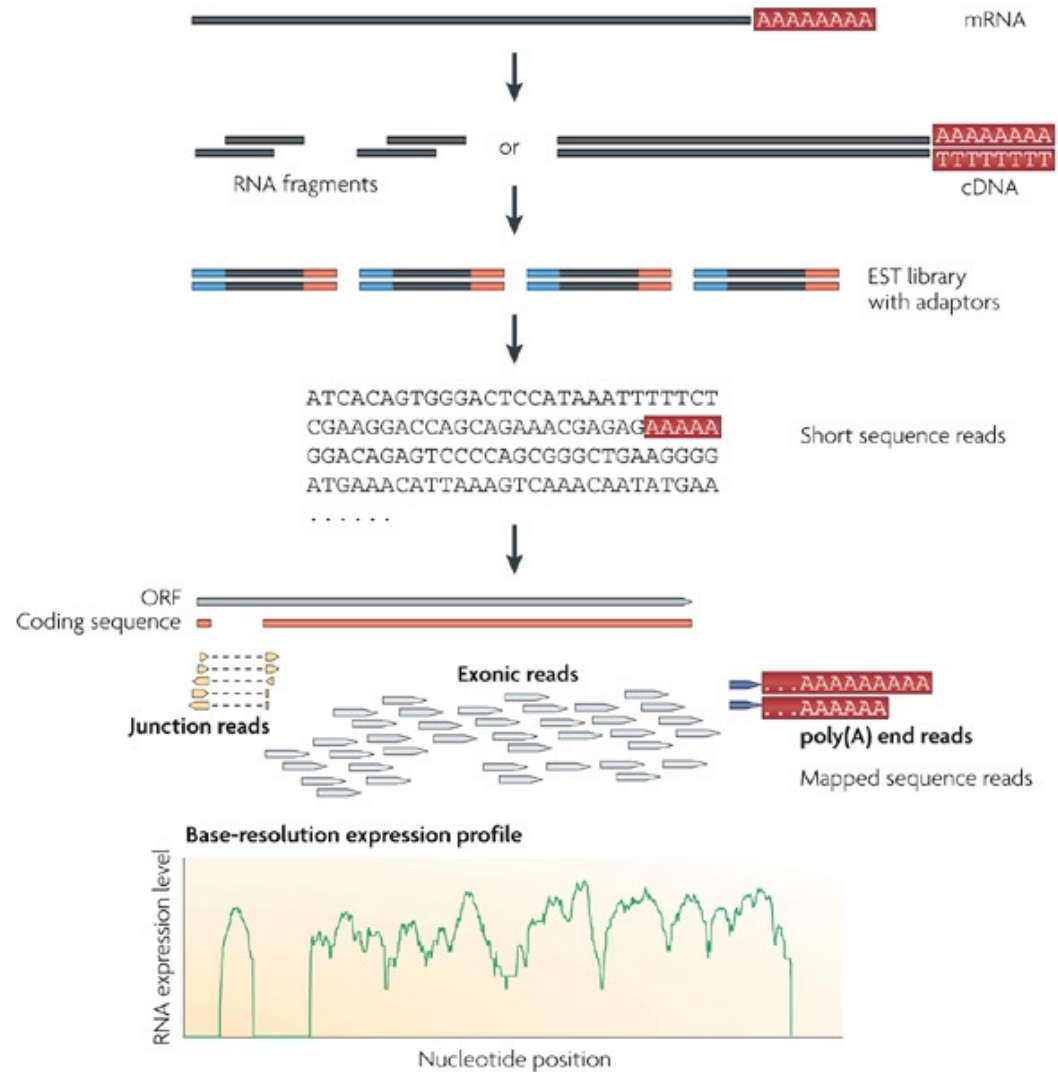 AAAAAAAA mRNA
AAAAAAAA
or
TTTTTTTT
RNA fragments
cDNA
EST library
with adaptors
ATCACAGTGGGACTCCATAAATTTTTCT
CGAAGGACCAGCAGAAACGAGAGAAAAA
Short sequence reads
GGACAGAGTCCCCAGCGGGCTGAAGGGG
ATGAAACATTAAAGTCAAACAATATGAA
. . . . . .
ORF
Coding sequence
Exonic reads
...AAAAAAAAA
...AAAAAA
Junction reads
poly(A) end reads
Mapped sequence reads
Base-resolution expression profile
RNA expression level
Nucleotide position